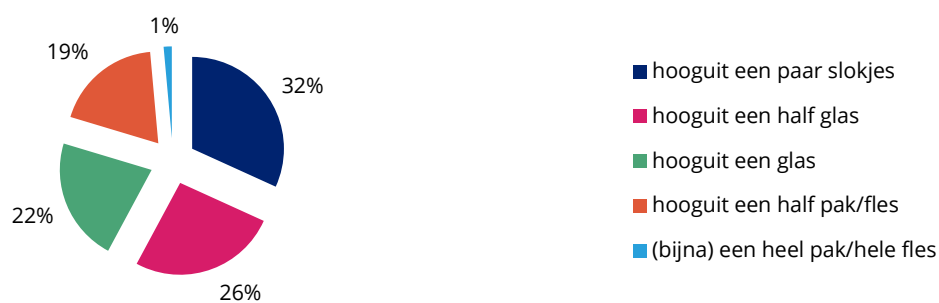 1%
19%
32%
22%
26%
hooguit een paar slokjes
hooguit een half glas
hooguit een glas
hooguit een half pak/fles
(bijna) een heel pak/hele fles